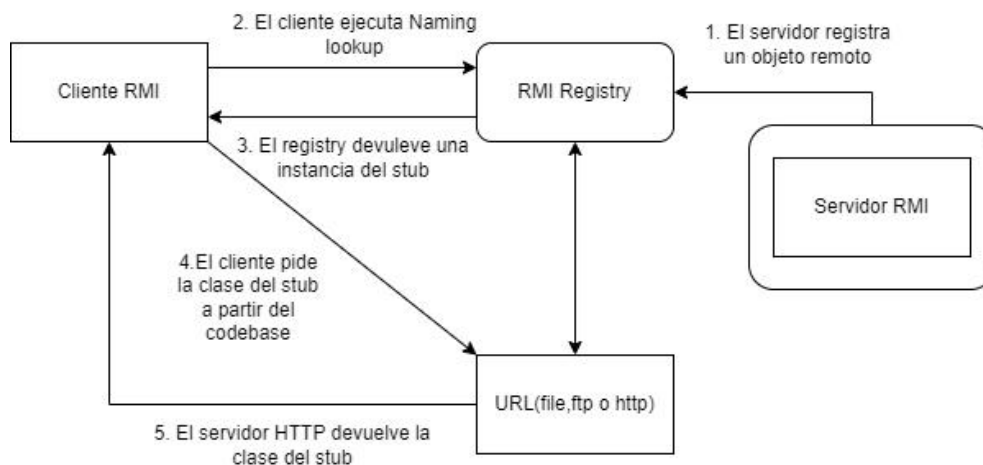 2. El cliente ejecuta Naming
lookup
1. El servidor registra
un objeto remoto
Cliente RMI
RMI Registry
3. El registry devuleve una
instancia del stub
Servidor RMI
4.El cliente pide
la clase del stub
a partir del
codebase
URL(file,ftp o http)
5. El servidor HTTP devuelve la
clase del stub